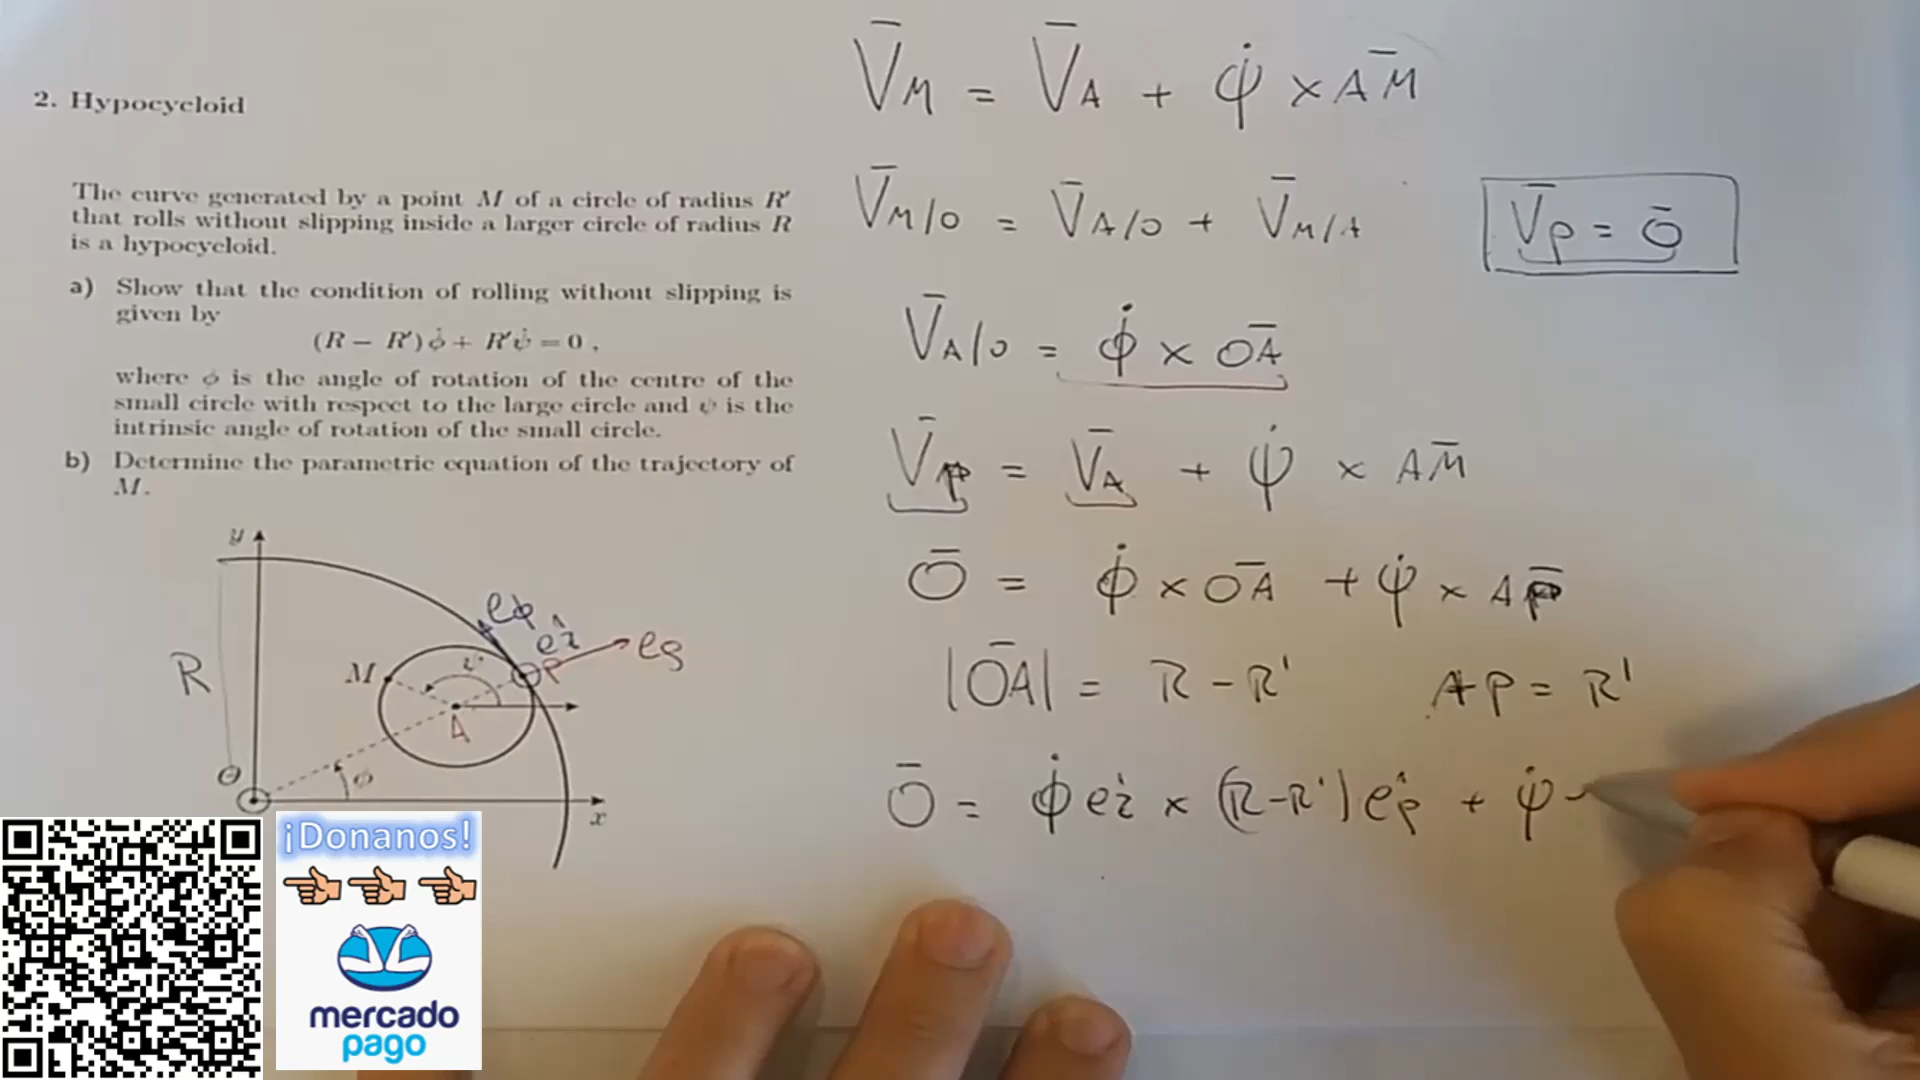 2. Hypocycloid
The curve generated by a point M of a circle of radius R'
that rolls without slipping inside a larger circle of radius R
is a hypocycloid.
a) Show that the condition of rolling without slipping is
given by
(R − R')φ̇ + R'ψ̇ = 0 ,
where φ is the angle of rotation of the centre of the
small circle with respect to the large circle and ψ is the
intrinsic angle of rotation of the small circle.
b) Determine the parametric equation of the trajectory of
M.
y
eφ
ez
eρ
R
M
ψ
P
A
O
φ
x
¡Donanos!
mercado
pago
V̄M = V̄A + ψ̇ × AM̄
V̄M/O = V̄A/O + V̄M/A
V̄P = Ō
V̄A/O = φ̇ × OĀ
V̄P = V̄A + ψ̇ × AM̄
Ō = φ̇ × OĀ + ψ̇ × AP̄
|OĀ| = R − R' AP = R'
Ō = φ̇ ez × (R−R') eρ + ψ̇